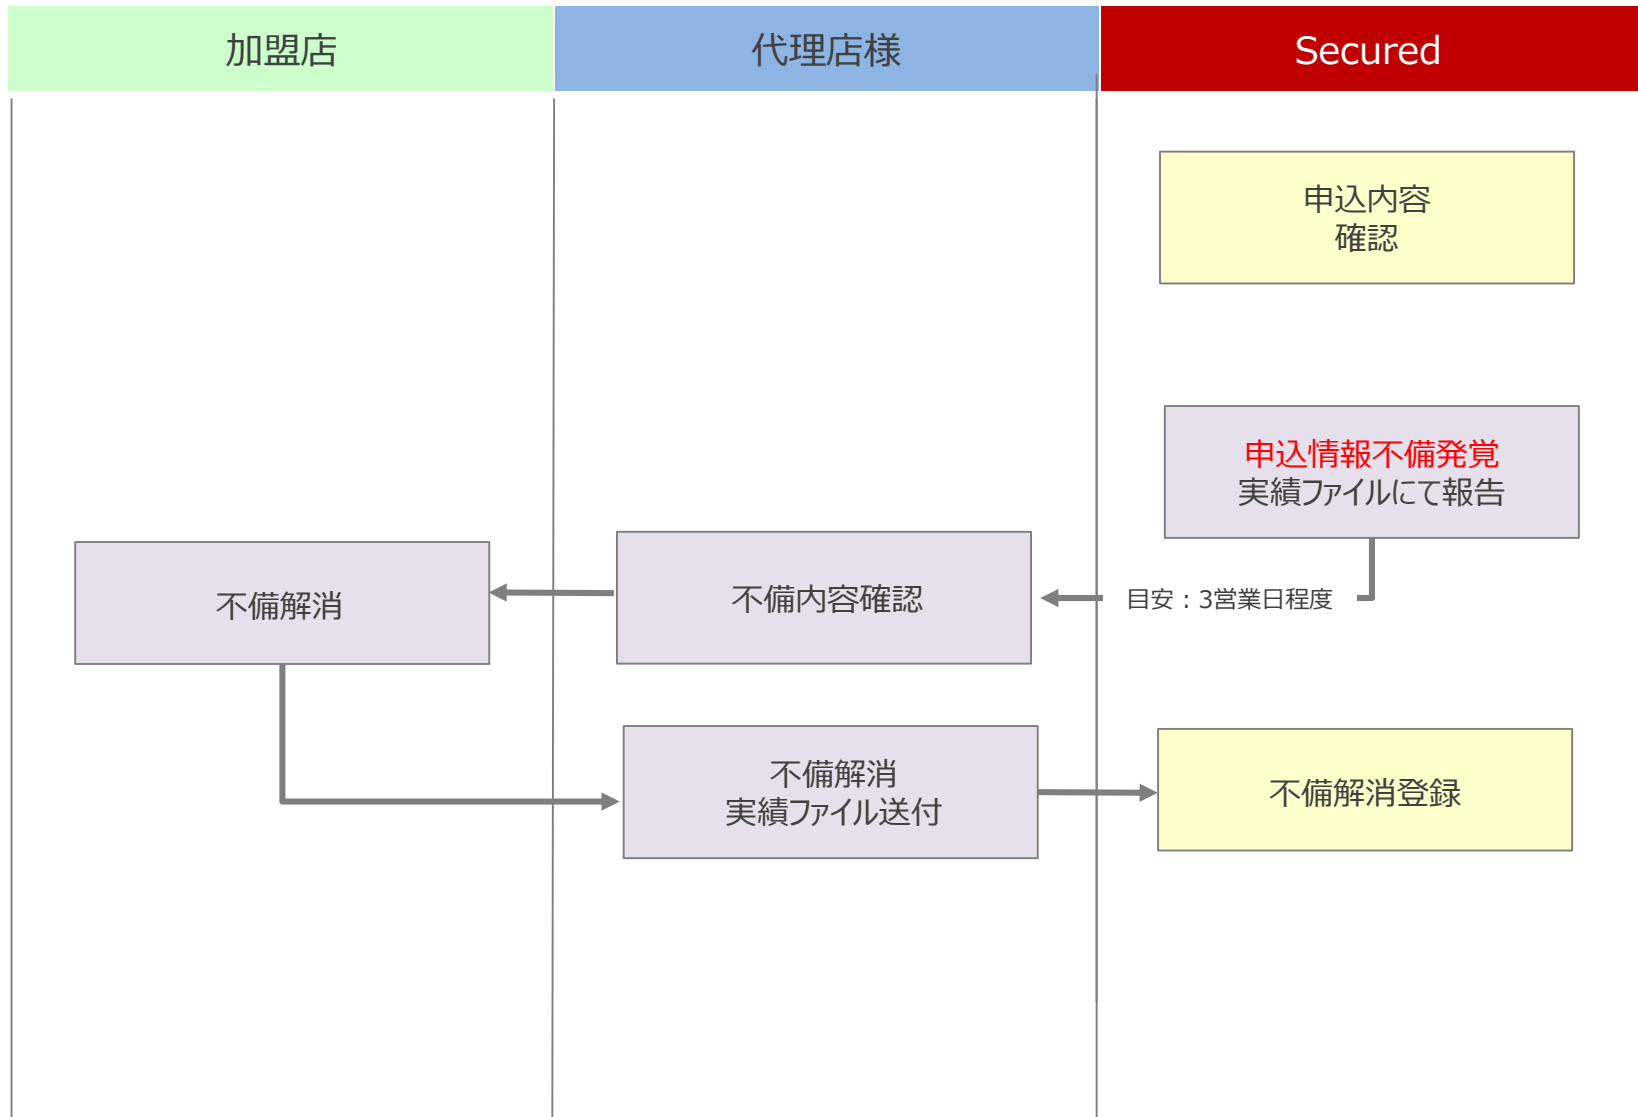 加盟店
代理店様
Secured
申込内容
確認
申込情報不備発覚
実績ファイルにて報告
不備解消
不備内容確認
目安：3営業日程度
不備解消
実績ファイル送付
不備解消登録